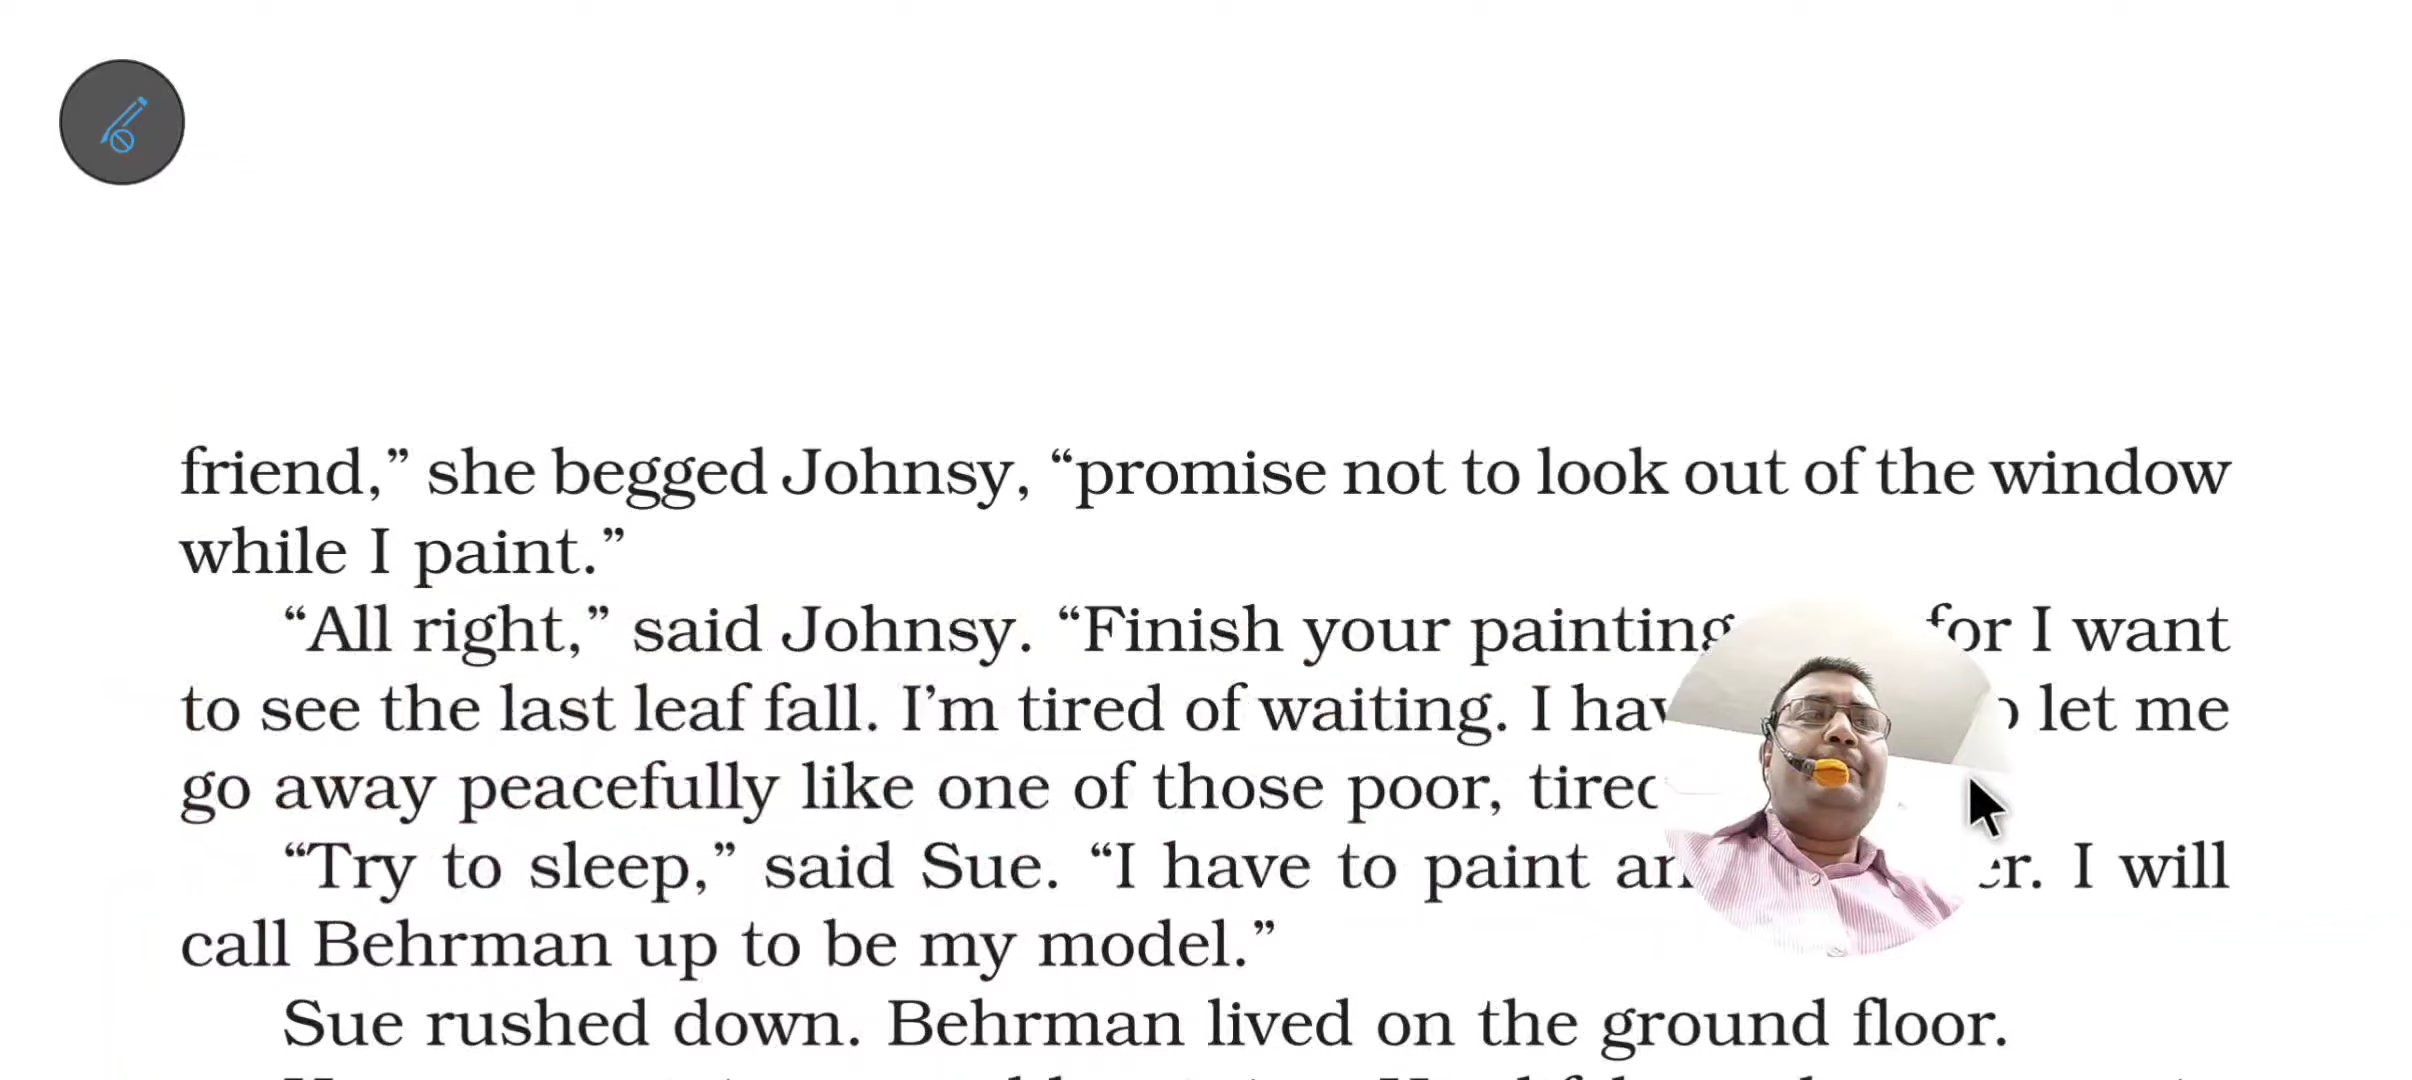 friend,” she begged Johnsy, “promise not to look out of the window
while I paint.”
“All right,” said Johnsy. “Finish your painting for I want
to see the last leaf fall. I’m tired of waiting. I let me
go away peacefully like one of those poor,
“Try to sleep,” said Sue. “I have to paint I will
call Behrman up to be my model.”
Sue rushed down. Behrman lived on the ground floor.